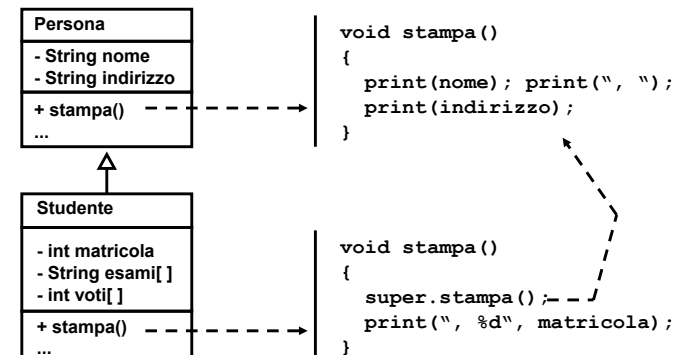 Persona
- String nome
- String indirizzo
+ stampa()
...
void stampa()
{
print(nome); print(“, “);
print(indirizzo);
}
Studente
- int matricola
- String esami[ ]
- int voti[ ]
+ stampa()
...
void stampa()
{
super.stampa();
print(“, %d“, matricola);
}